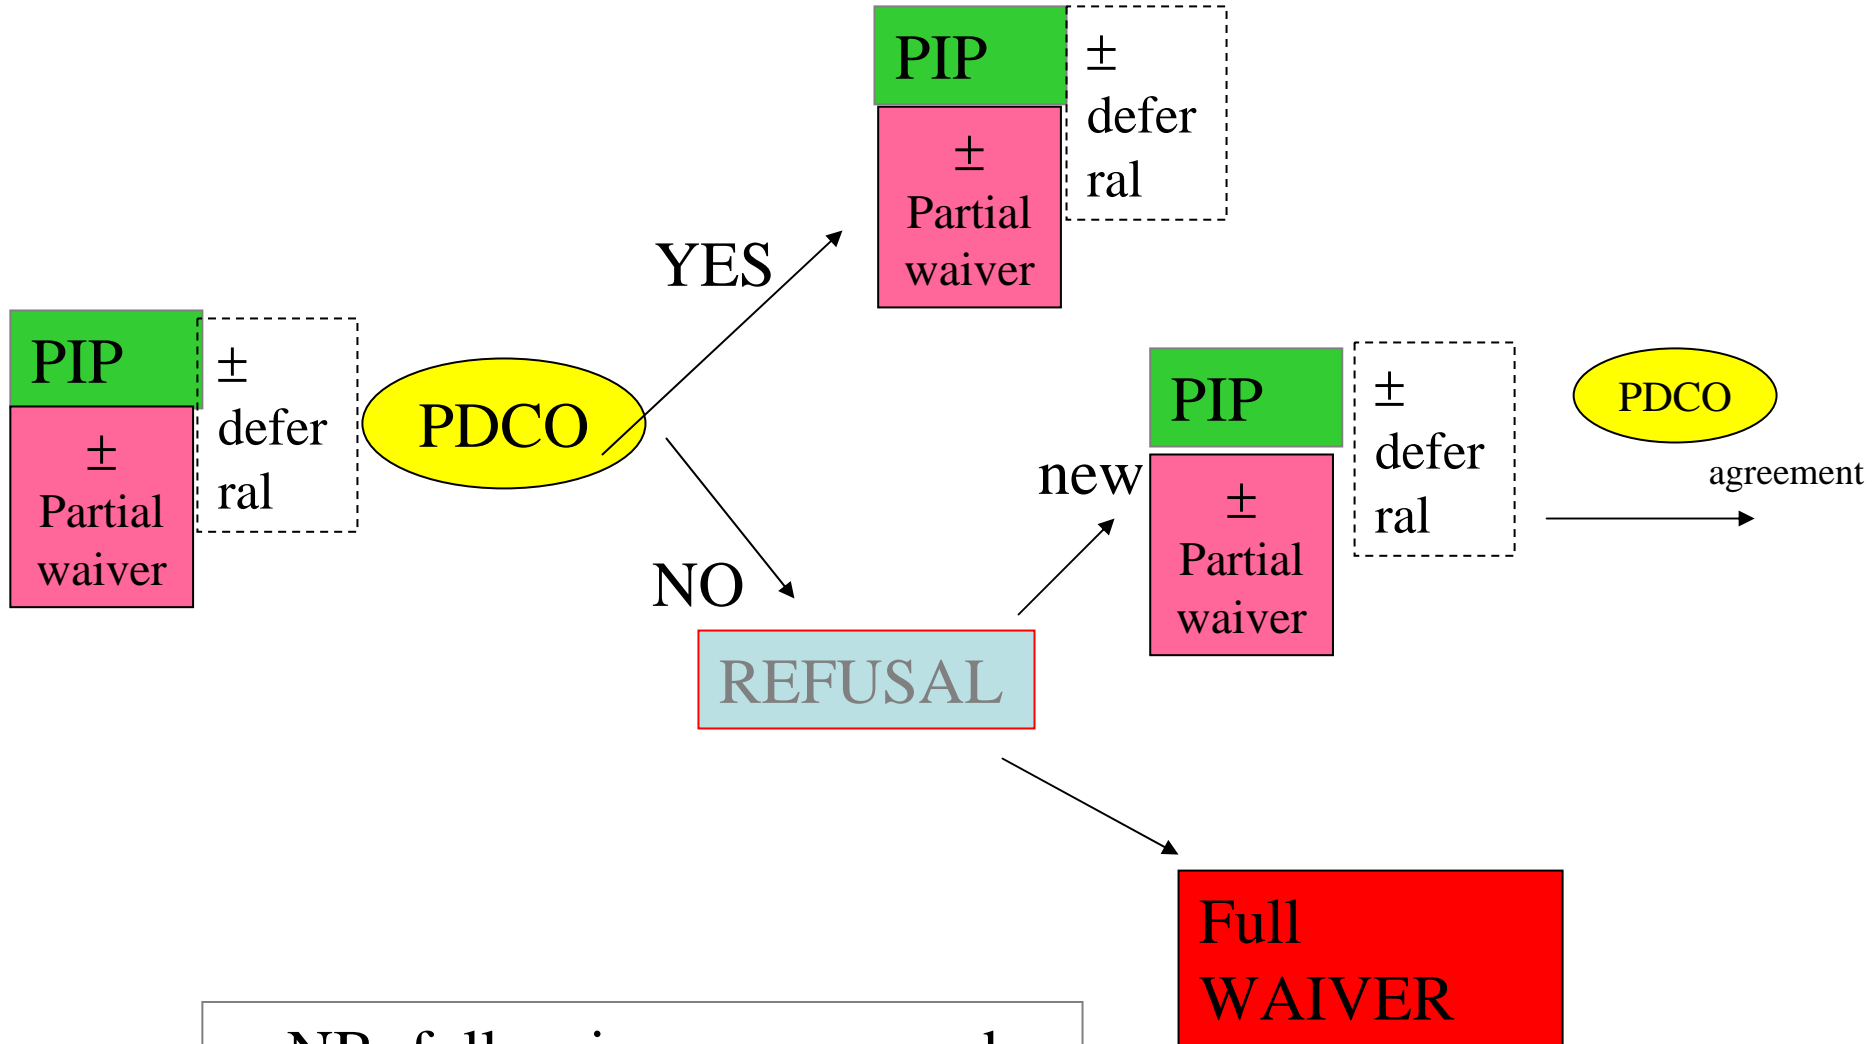 PIP
±
defer
ral
±
Partial
waiver
PDCO
YES
PIP
±
defer
ral
±
Partial
waiver
NO
REFUSAL
new
PIP
±
defer
ral
±
Partial
waiver
PDCO
agreement
Full
WAIVER